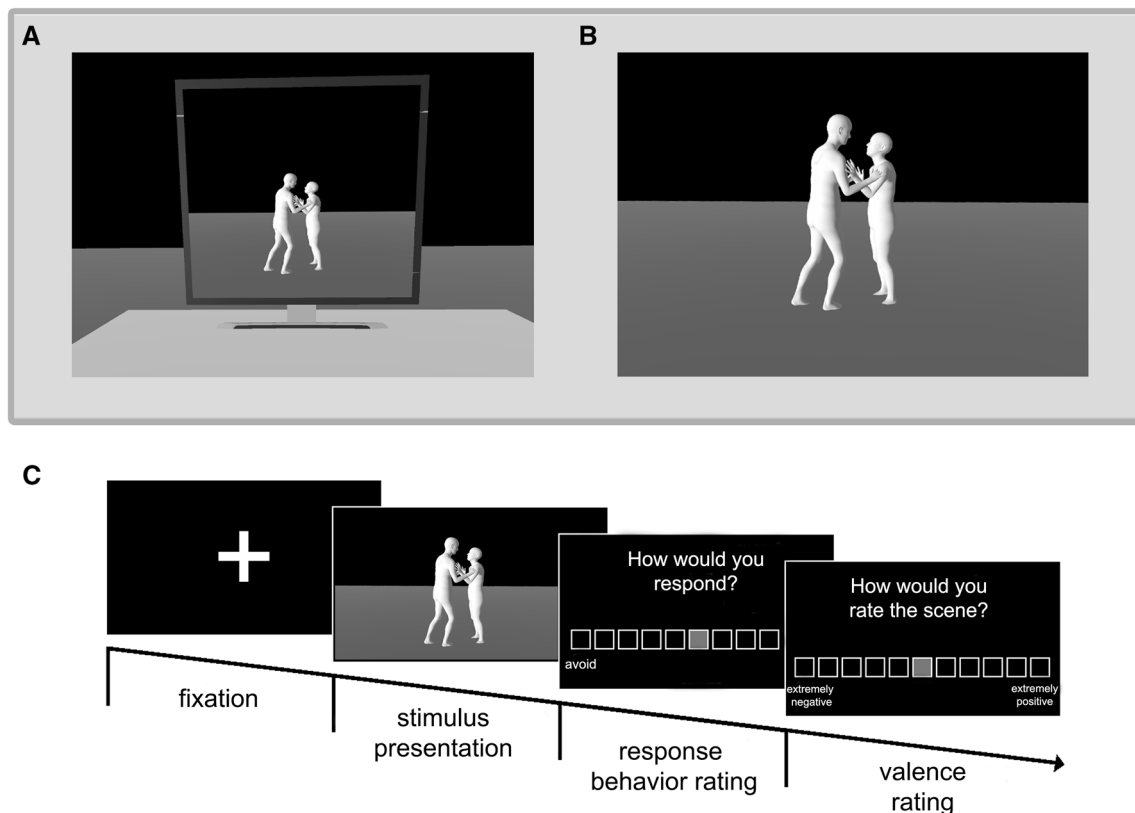 A
B
C
How would you
respond?
avoid
How would you
rate the scene?
extremely
negative
extremely
positive
fixation
stimulus
presentation
response
behavior rating
valence
rating